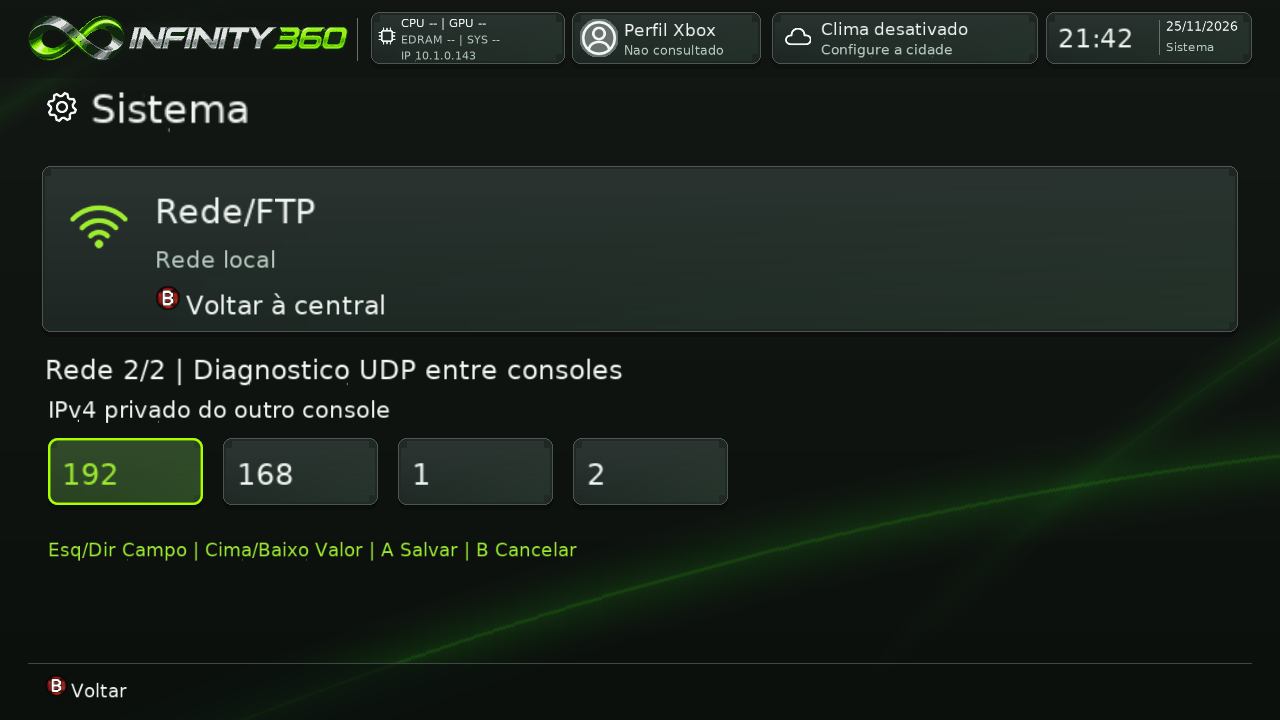 INFINITY 360
CPU -- | GPU --
EDRAM -- | SYS --
IP 10.1.0.143
Perfil Xbox
Nao consultado
Clima desativado
Configure a cidade
21:42
25/11/2026
Sistema
Sistema
Rede/FTP
Rede local
B Voltar à central
Rede 2/2 | Diagnostico UDP entre consoles
IPv4 privado do outro console
192 168 1 2
Esq/Dir Campo | Cima/Baixo Valor | A Salvar | B Cancelar
B Voltar